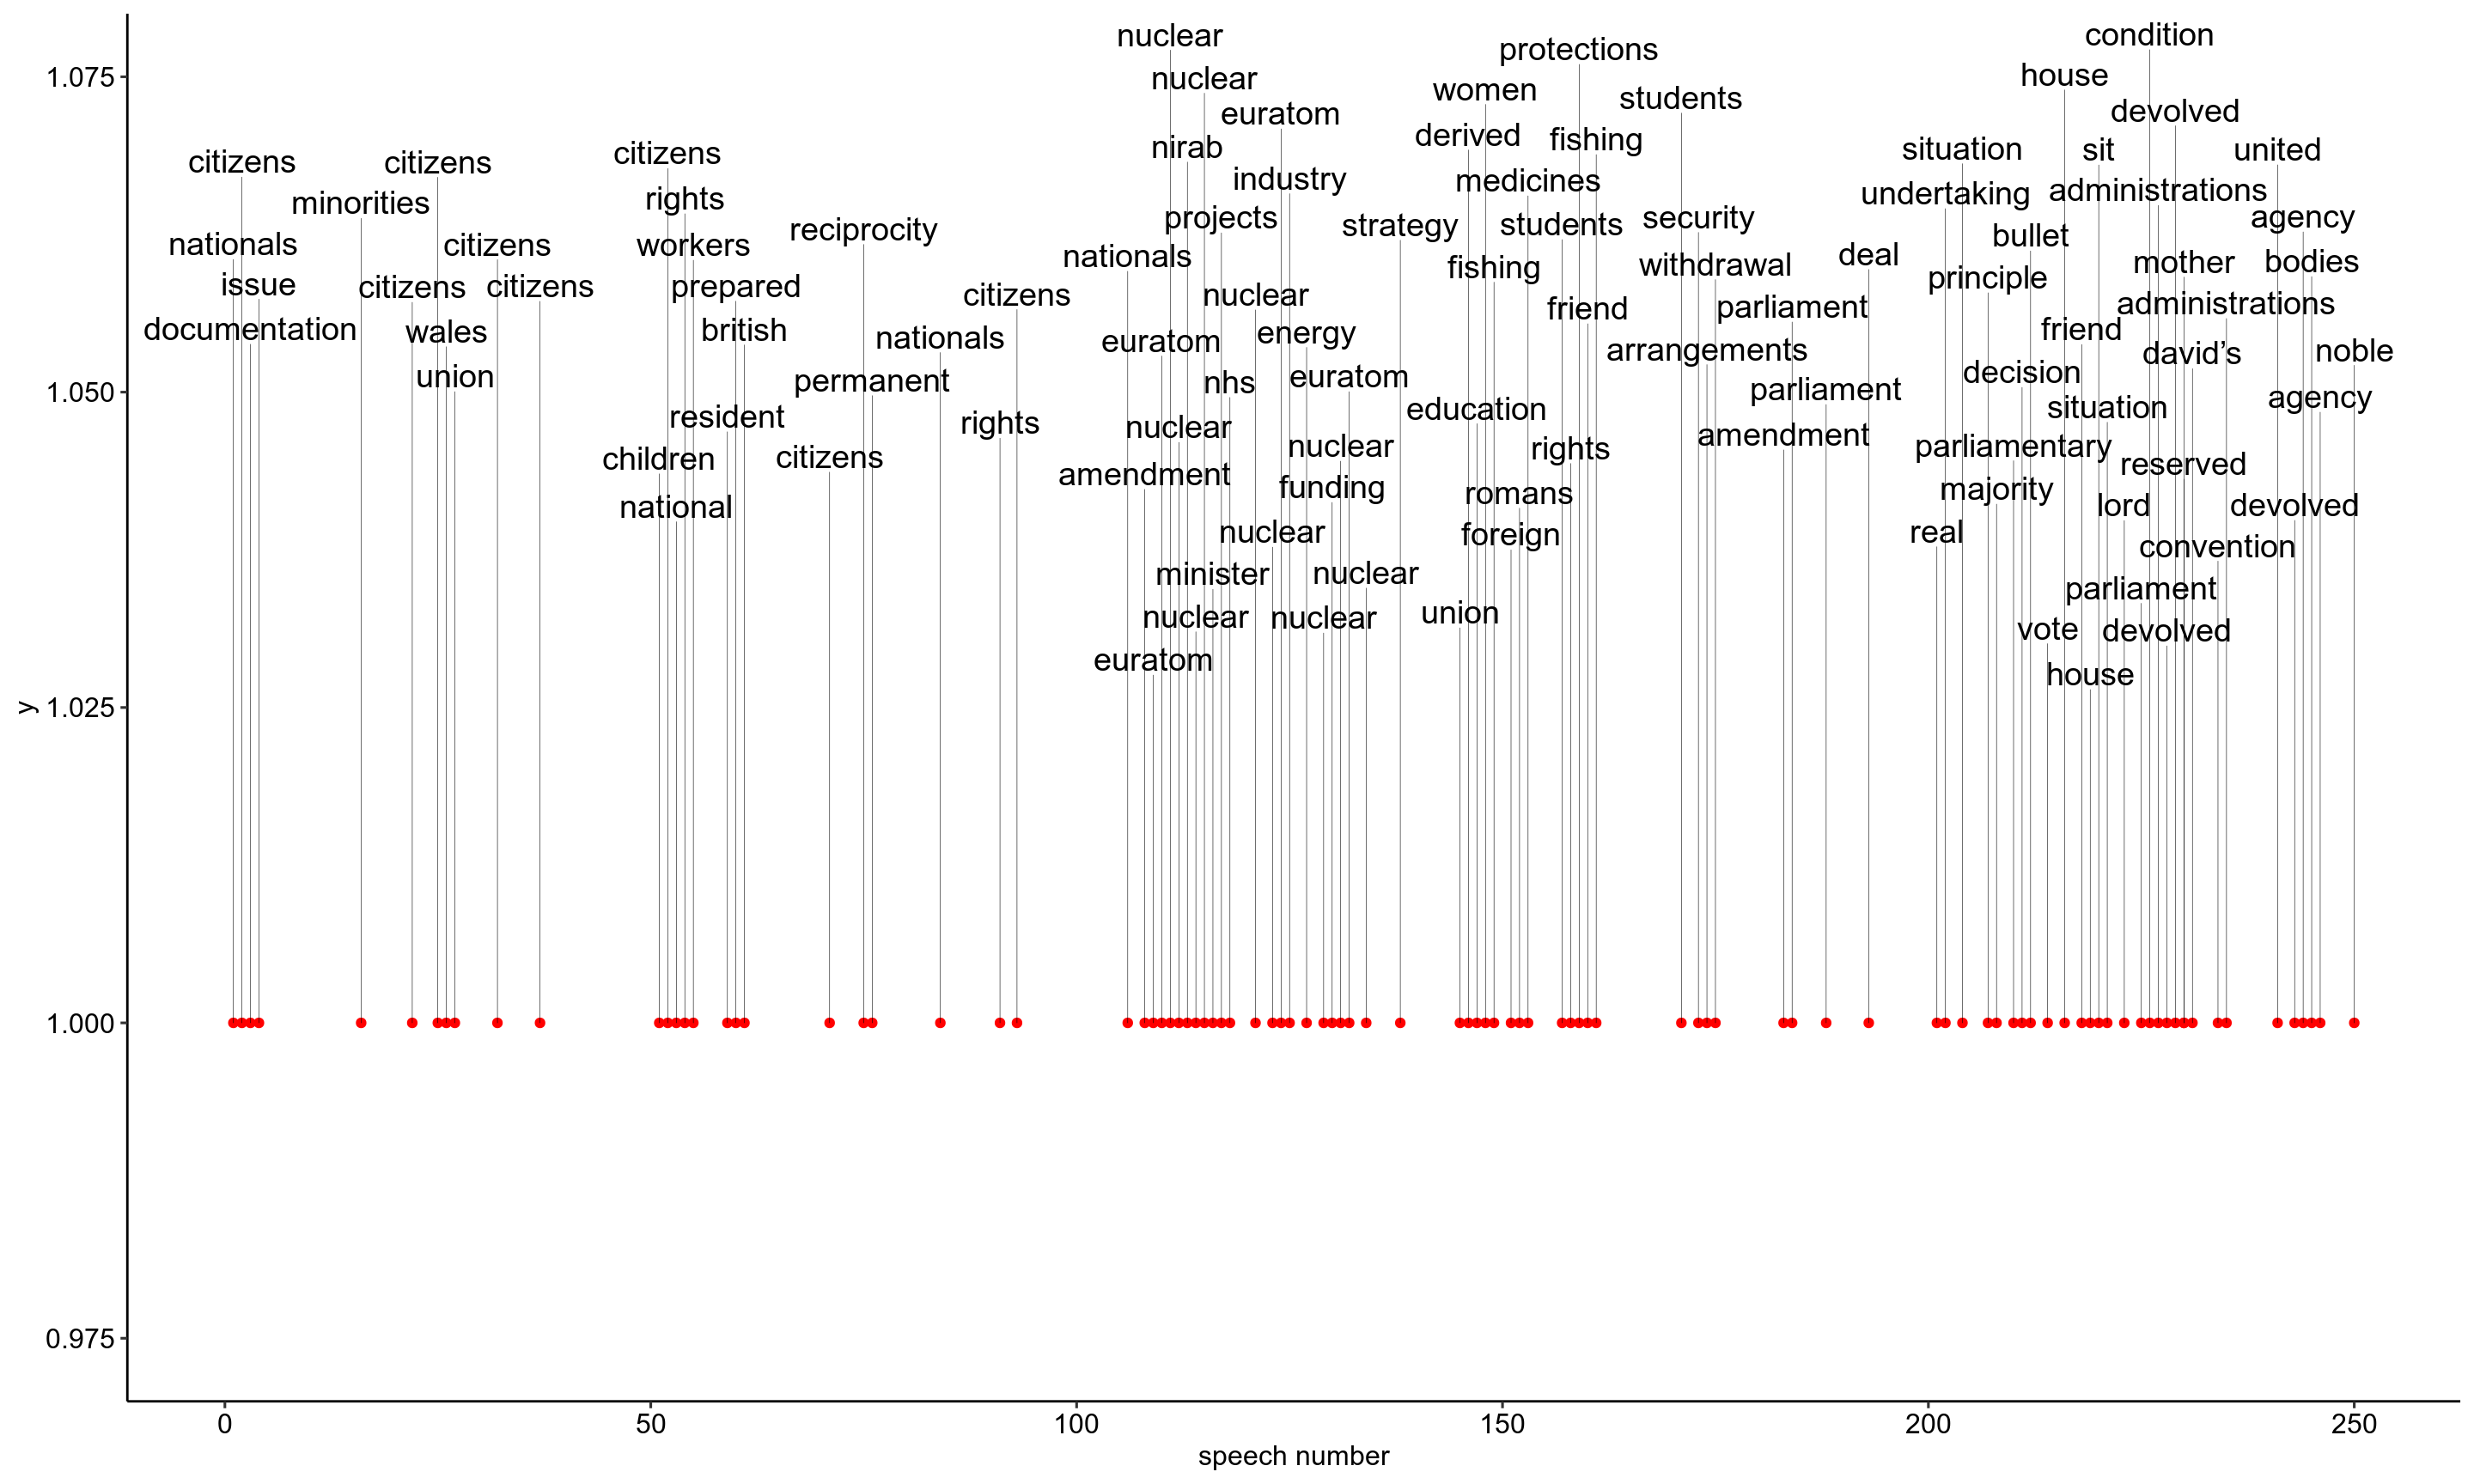 nuclear
condition
protections
1.075
nuclear
house
women
students
euratom
devolved
derived
fishing
nirab
situation
sit
united
citizens
citizens
citizens
industry
medicines
undertaking
administrations
minorities
rights
projects
strategy
students
security
agency
reciprocity
bullet
nationals
citizens
workers
nationals
deal
fishing
withdrawal
mother
bodies
issue
citizens
citizens
prepared
citizens
nuclear
principle
friend
parliament
administrations
documentation
wales
british
nationals
euratom
energy
arrangements
friend
david’s
noble
1.050
union
permanent
nhs
euratom
parliament
decision
agency
resident
rights
nuclear
education
amendment
situation
children
citizens
amendment
nuclear
rights
parliamentary
reserved
national
funding
romans
majority
lord
devolved
nuclear
foreign
real
convention
minister
nuclear
parliament
nuclear
nuclear
union
vote
devolved
euratom
house
y
1.025
1.000
0.975
0
50
100
150
200
250
speech number